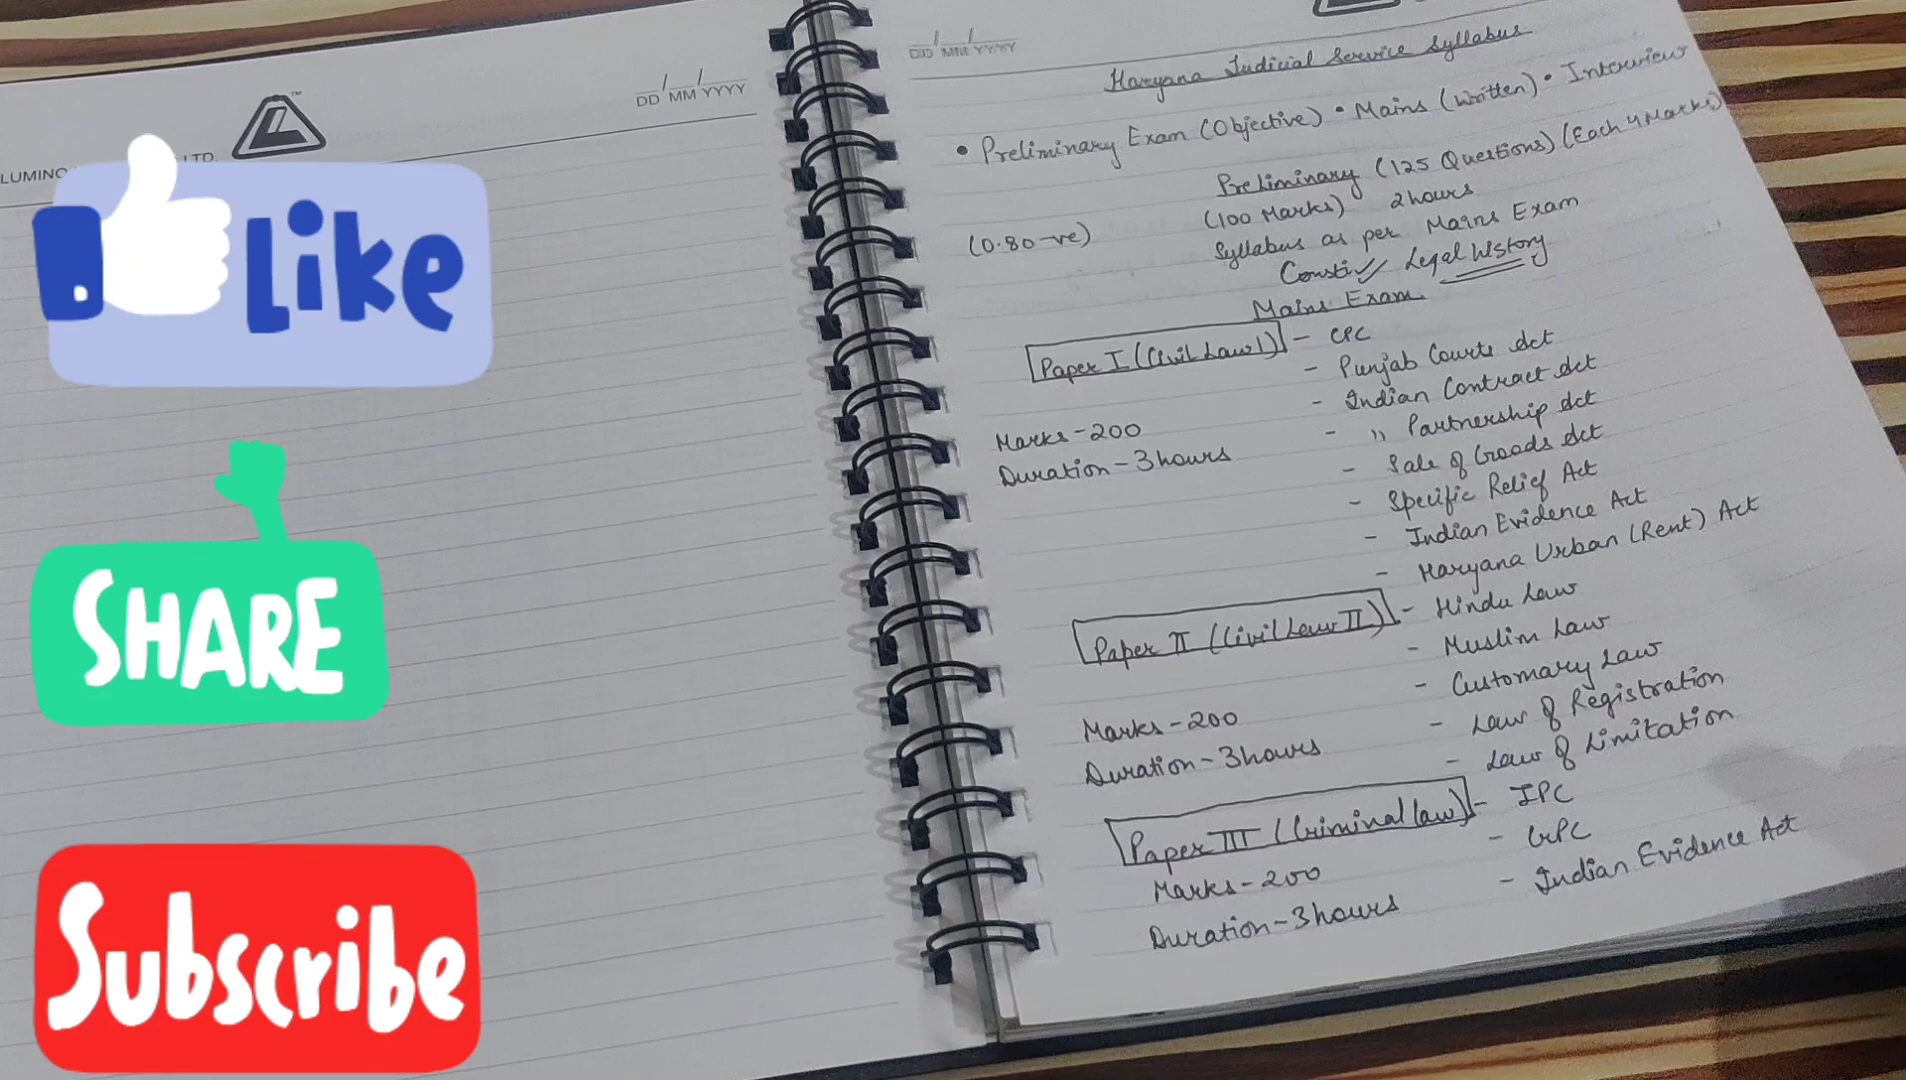 LUMINO
LTD.
TM
DD/ MM/ YYYY
Like
SHARE
Subscribe
DD/ MM/ YYYY
Haryana Judicial Service Syllabus
• Preliminary Exam (Objective) • Mains (Written) • Interview
Preliminary (125 Questions) (Each 4 Marks)
(100 Marks) 2 hours
(0.80 -ve)
Syllabus as per Mains Exam
Consti ✓ Legal history
Mains Exam
Paper I (Civil Law I) - CPC
- Punjab Courts Act
- Indian Contract Act
Marks - 200
- " Partnership Act
Duration - 3 hours
- Sale of Goods Act
- Specific Relief Act
- Indian Evidence Act
- Haryana Urban (Rent) Act
Paper II (Civil Law II) - Hindu Law
- Muslim Law
- Customary Law
Marks - 200
- Law of Registration
Duration - 3 hours
- Law of Limitation
Paper III (Criminal Law) - IPC
- CrPC
Marks - 200
- Indian Evidence Act
Duration - 3 hours